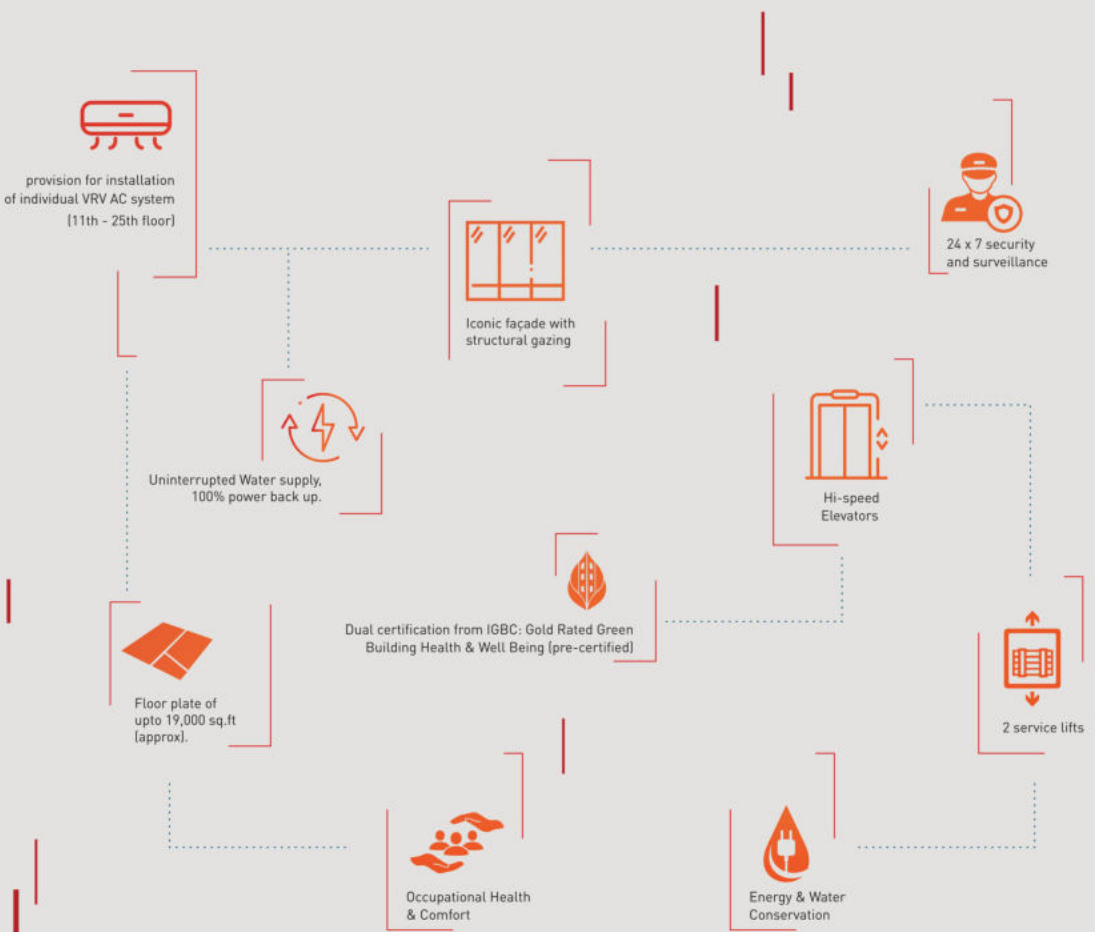 provision for installation
of individual VRV AC system
(11th - 25th floor)
24 x 7 security
and surveillance
Iconic façade with
structural gazing
Uninterrupted Water supply,
100% power back up.
Hi-speed
Elevators
Dual certification from IGBC: Gold Rated Green
Building Health & Well Being (pre-certified)
Floor plate of
upto 19,000 sq.ft
(approx).
2 service lifts
Occupational Health
& Comfort
Energy & Water
Conservation